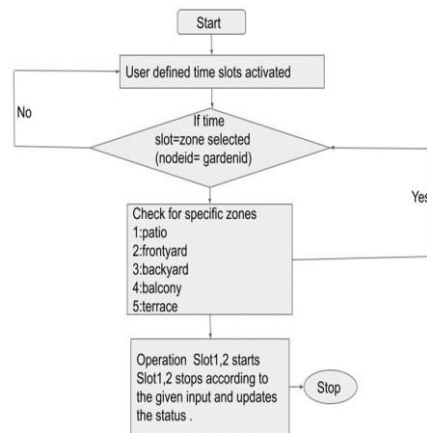 Start
User defined time slots activated
No
If time
slot=zone selected
(nodeid= gardenid)
Yes
Check for specific zones
1:patio
2:frontyard
3:backyard
4:balcony
5:terrace
Operation Slot1,2 starts
Slot1,2 stops according to
the given input and updates
the status .
Stop